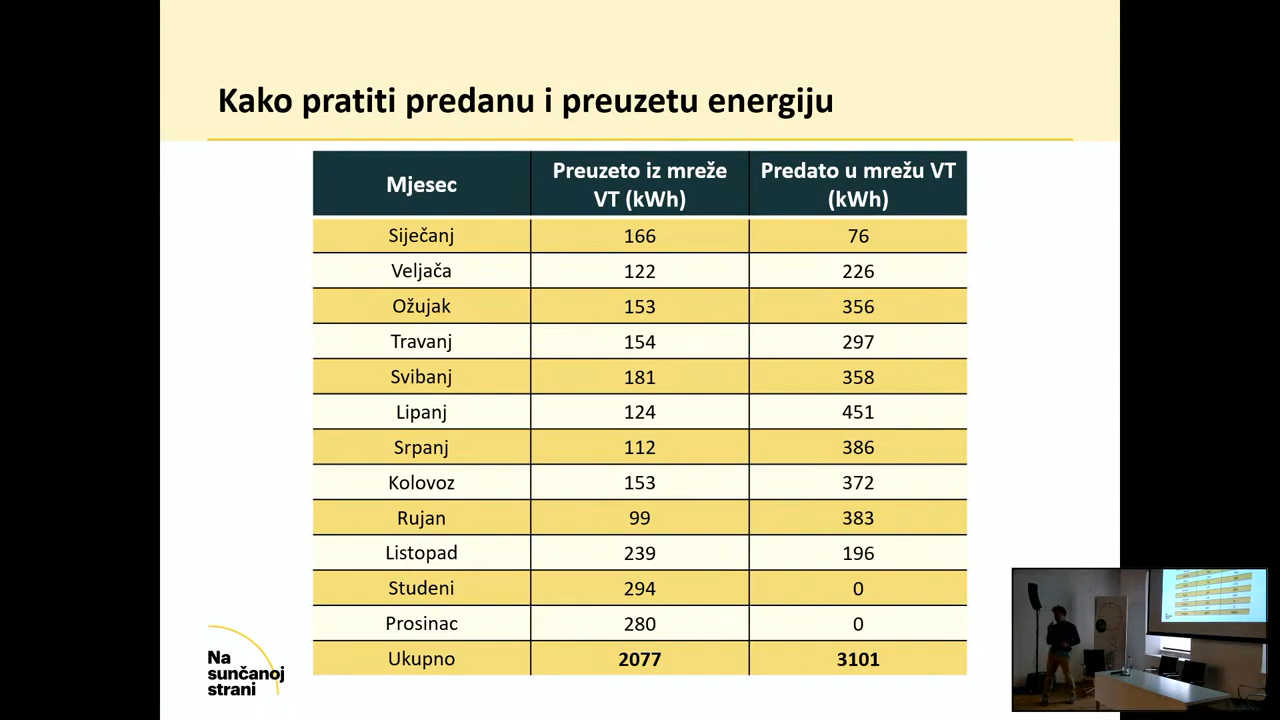 Kako pratiti predanu i preuzetu energiju
Mjesec
Preuzeto iz mreže
VT (kWh)
Predato u mrežu VT
(kWh)
Siječanj 166 76
Veljača 122 226
Ožujak 153 356
Travanj 154 297
Svibanj 181 358
Lipanj 124 451
Srpanj 112 386
Kolovoz 153 372
Rujan 99 383
Listopad 239 196
Studeni 294 0
Prosinac 280 0
Ukupno 2077 3101
Na
sunčanoj
strani